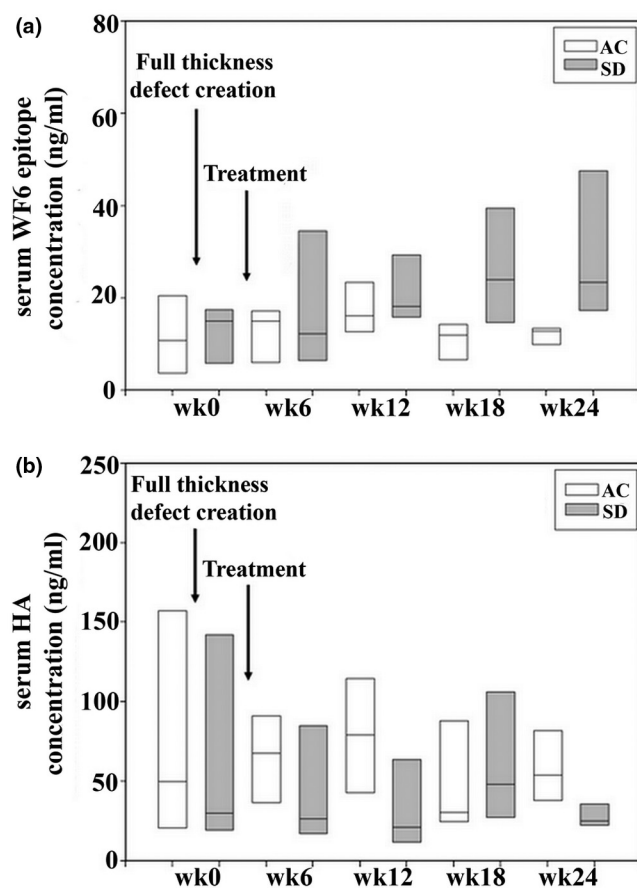 (a)
80
60
40
20
0
serum WF6 epitope
concentration (ng/ml)
Full thickness
defect creation
Treatment
AC
SD
wk0 wk6 wk12 wk18 wk24
(b)
250
200
150
100
50
0
serum HA
concentration (ng/ml)
Full thickness
defect creation
Treatment
AC
SD
wk0 wk6 wk12 wk18 wk24